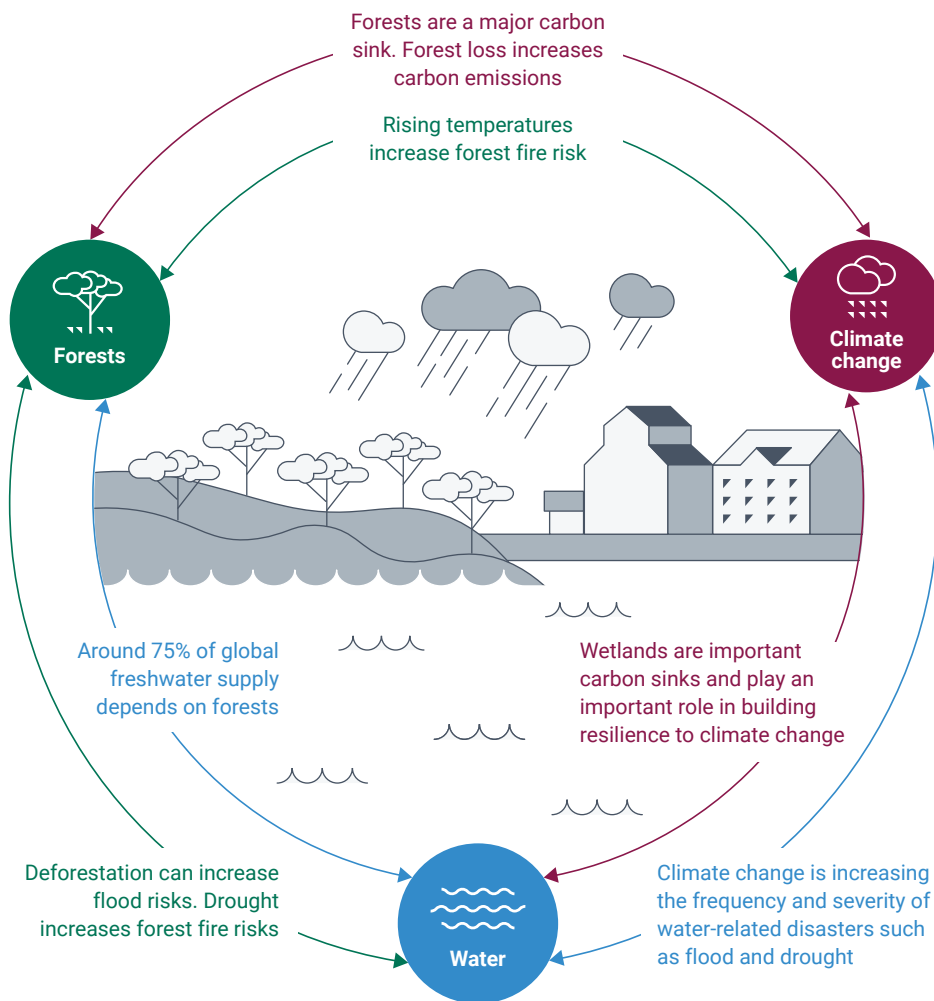 Forests are a major carbon
sink. Forest loss increases
carbon emissions
Rising temperatures
increase forest fire risk
Forests
Climate
change
Around 75% of global
freshwater supply
depends on forests
Wetlands are important
carbon sinks and play an
important role in building
resilience to climate change
Deforestation can increase
flood risks. Drought
increases forest fire risks
Water
Climate change is increasing
the frequency and severity of
water-related disasters such
as flood and drought